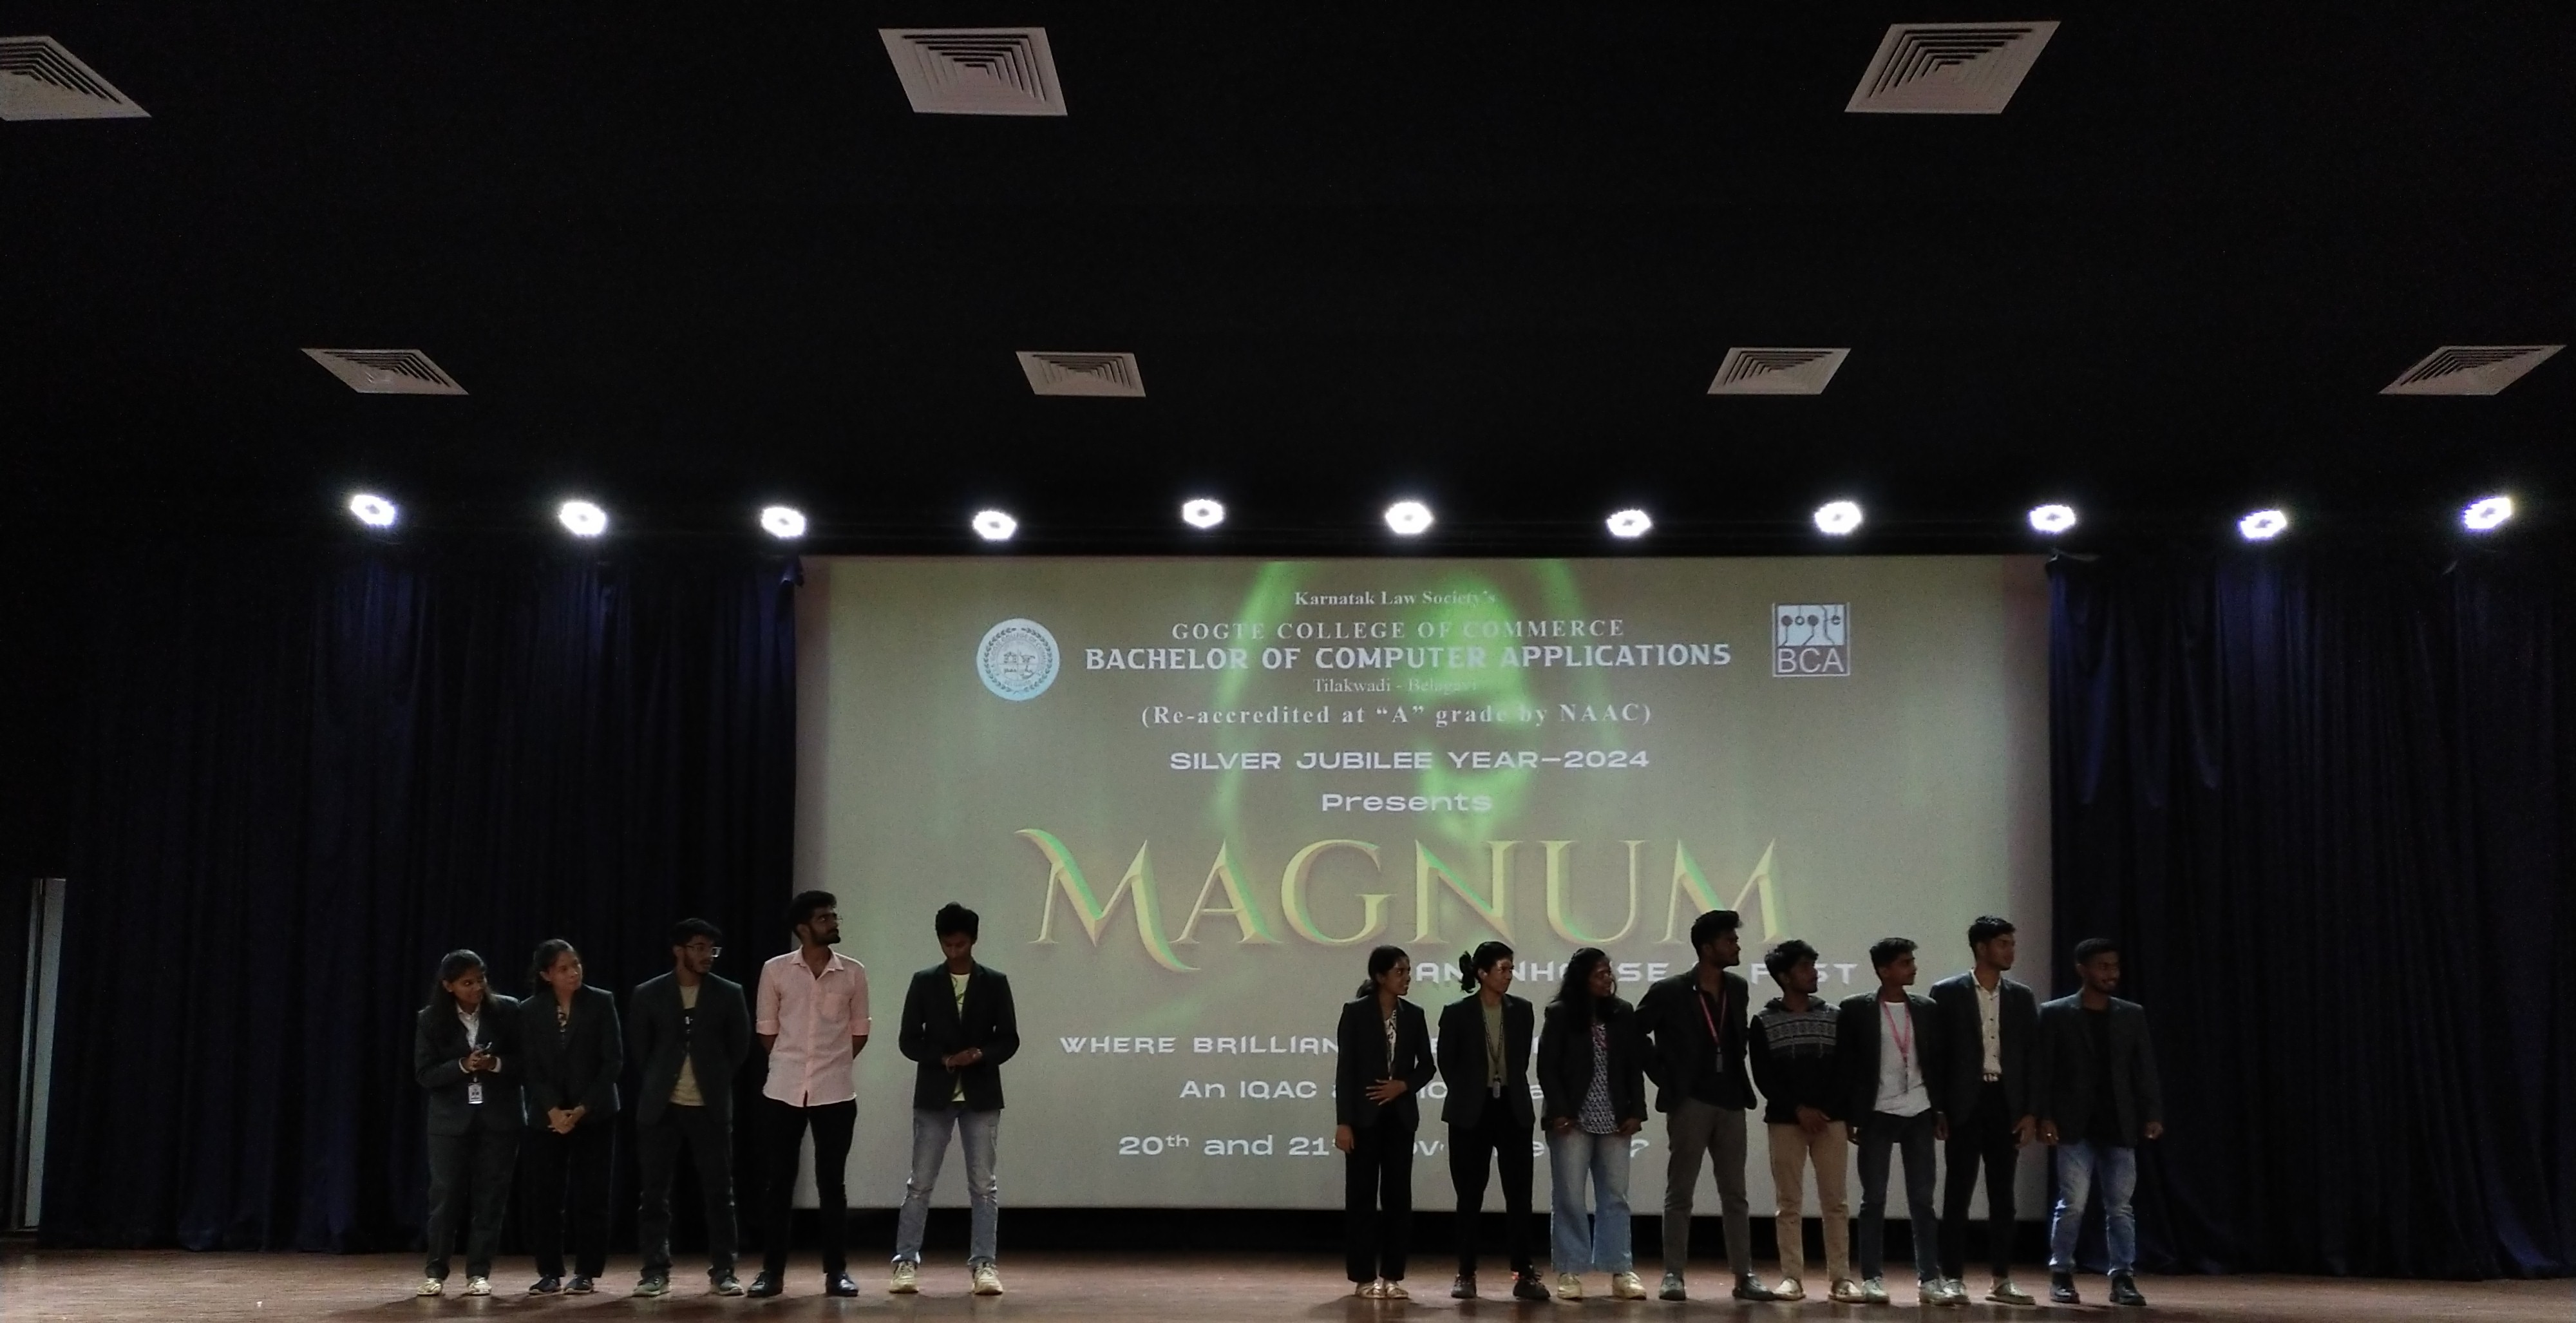 Karnatak Law Society's
GOGTE COLLEGE OF COMMERCE
BACHELOR OF COMPUTER APPLICATIONS
BCA
Tilakwadi - Belagavi
(Re-accredited at “A” grade by NAAC)
SILVER JUBILEE YEAR-2024
Presents
MAGNUM
WHERE
An IQAC
20th and